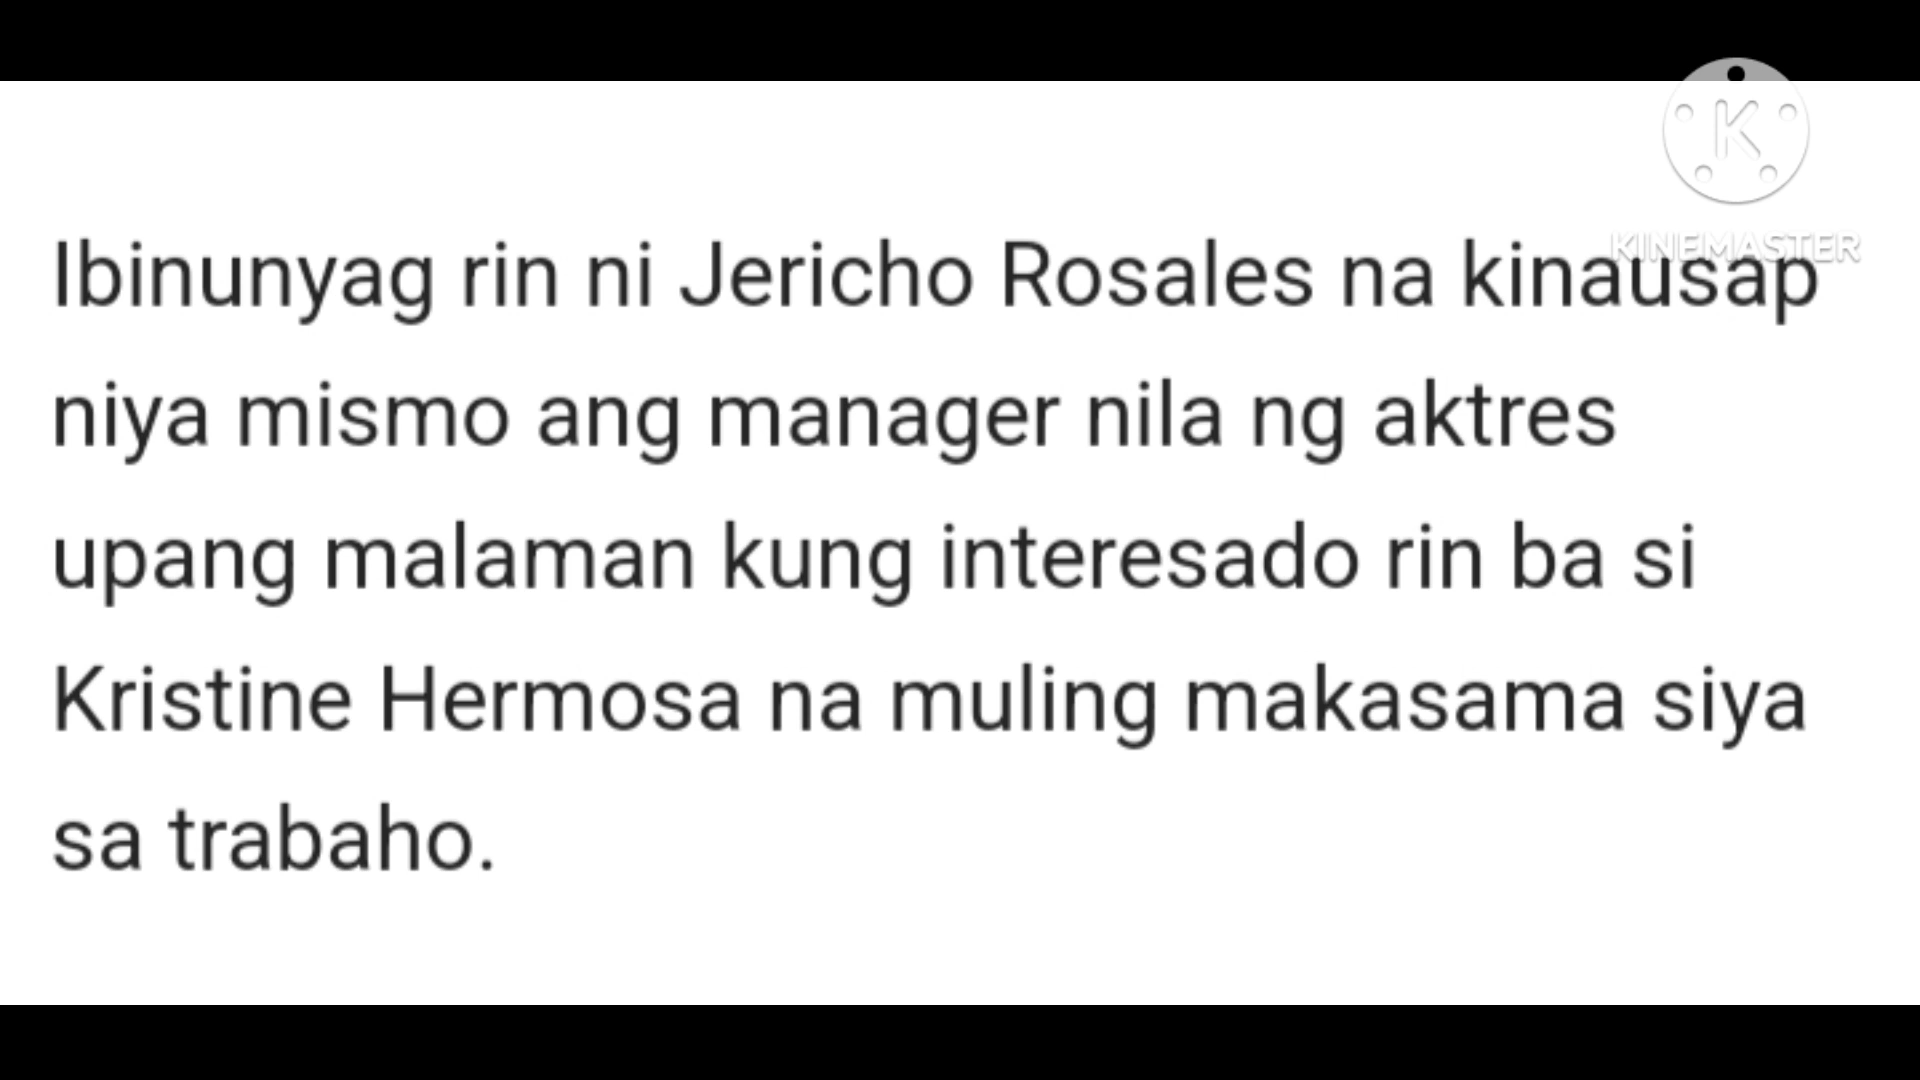 KINEMASTER
Ibinunyag rin ni Jericho Rosales na kinausap
niya mismo ang manager nila ng aktres
upang malaman kung interesado rin ba si
Kristine Hermosa na muling makasama siya
sa trabaho.